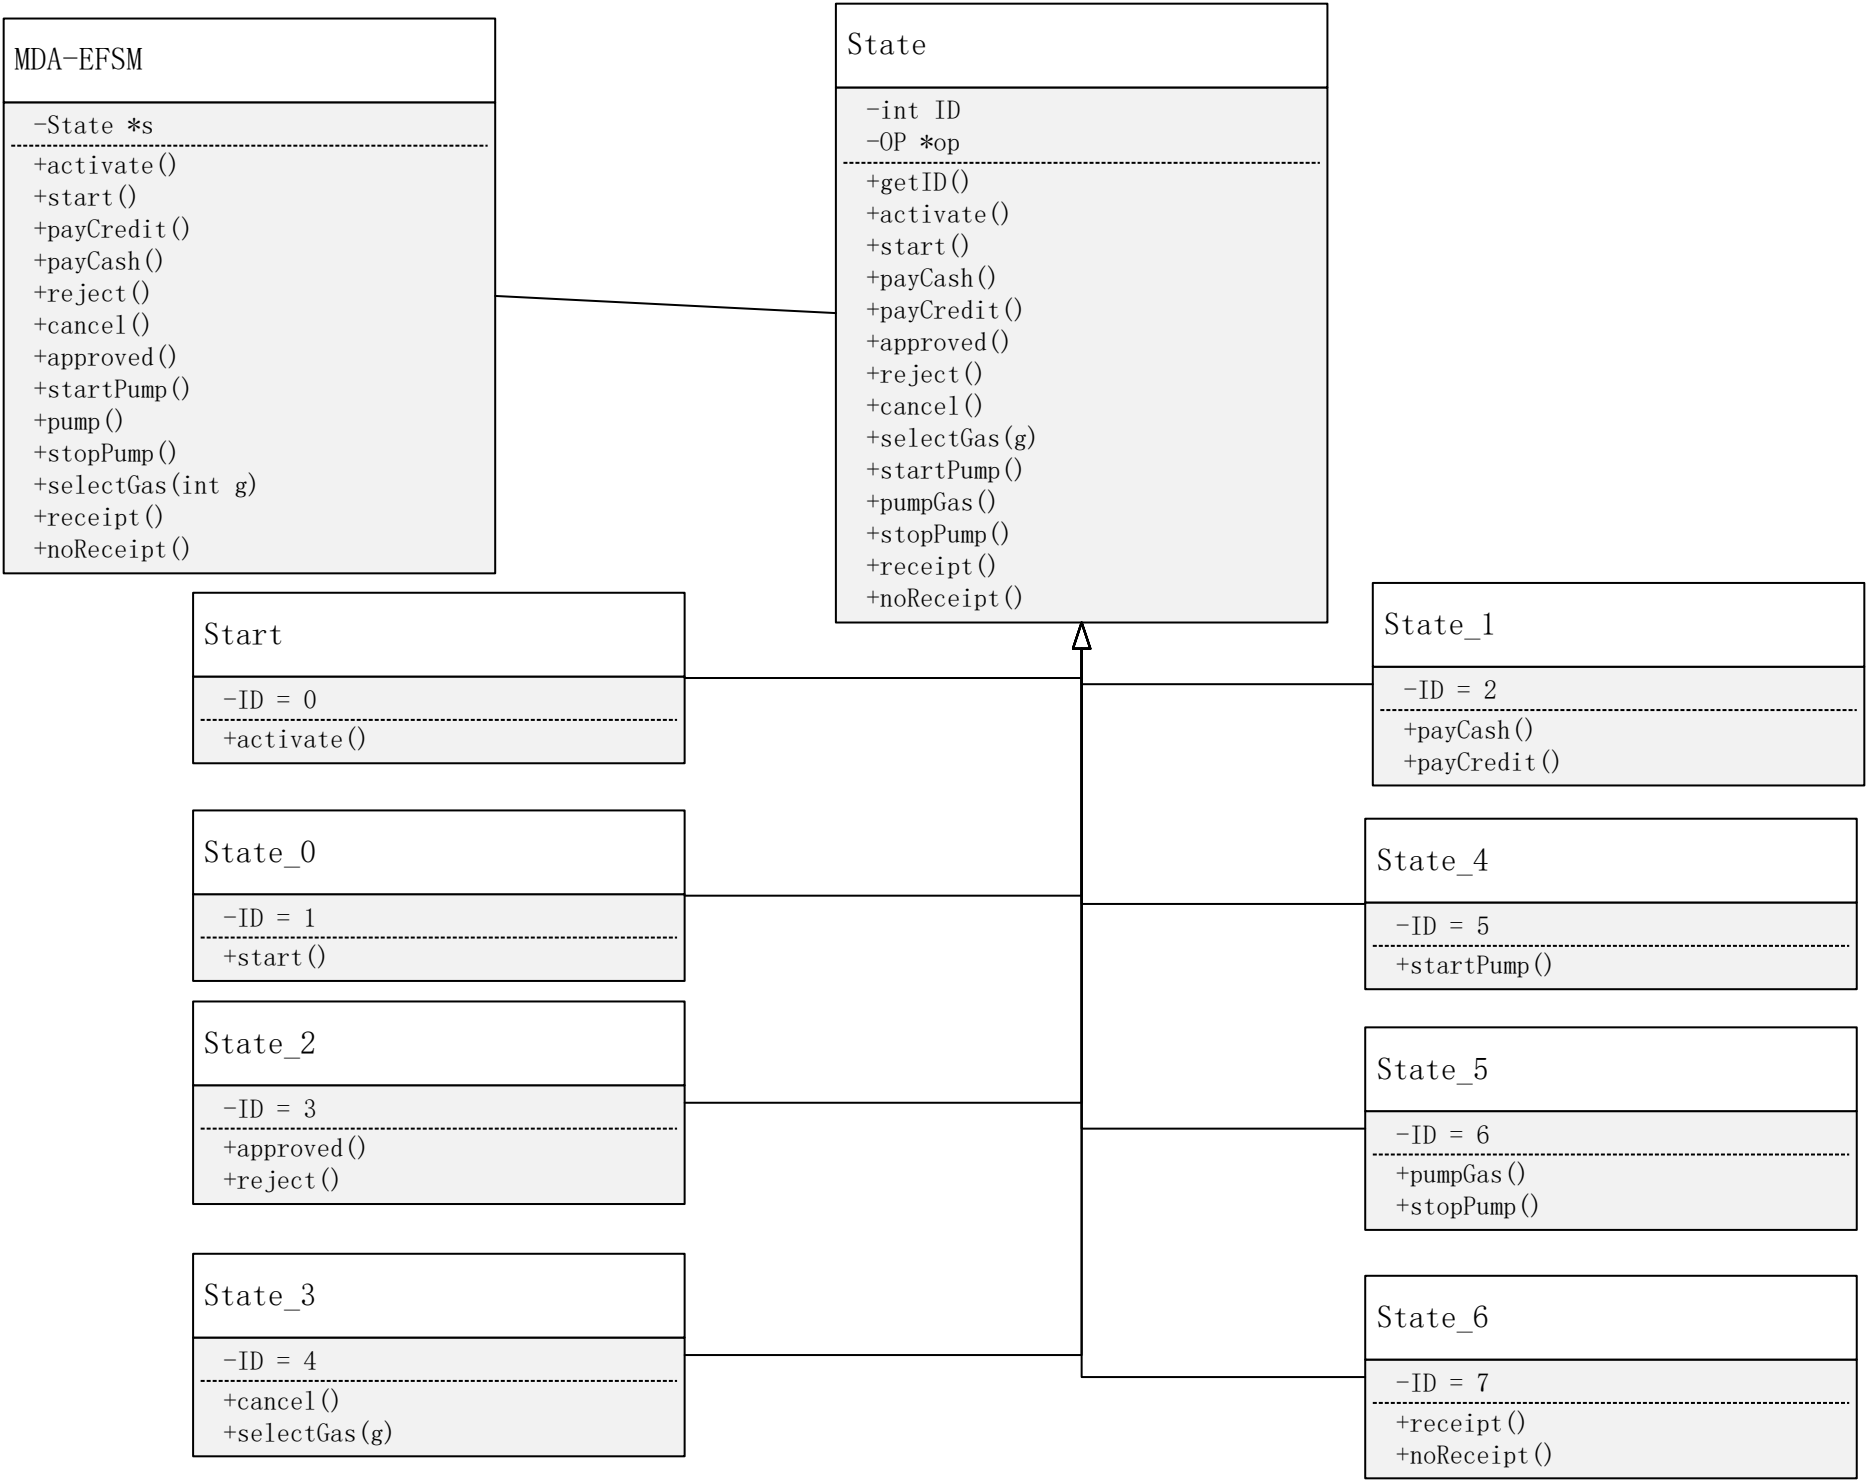 MDA-EFSM
-State *s
+activate()
+start()
+payCredit()
+payCash()
+reject()
+cancel()
+approved()
+startPump()
+pump()
+stopPump()
+selectGas(int g)
+receipt()
+noReceipt()
State
-int ID
-OP *op
+getID()
+activate()
+start()
+payCash()
+payCredit()
+approved()
+reject()
+cancel()
+selectGas(g)
+startPump()
+pumpGas()
+stopPump()
+receipt()
+noReceipt()
Start
-ID = 0
+activate()
State_1
-ID = 2
+payCash()
+payCredit()
State_0
-ID = 1
+start()
State_4
-ID = 5
+startPump()
State_2
-ID = 3
+approved()
+reject()
State_5
-ID = 6
+pumpGas()
+stopPump()
State_3
-ID = 4
+cancel()
+selectGas(g)
State_6
-ID = 7
+receipt()
+noReceipt()